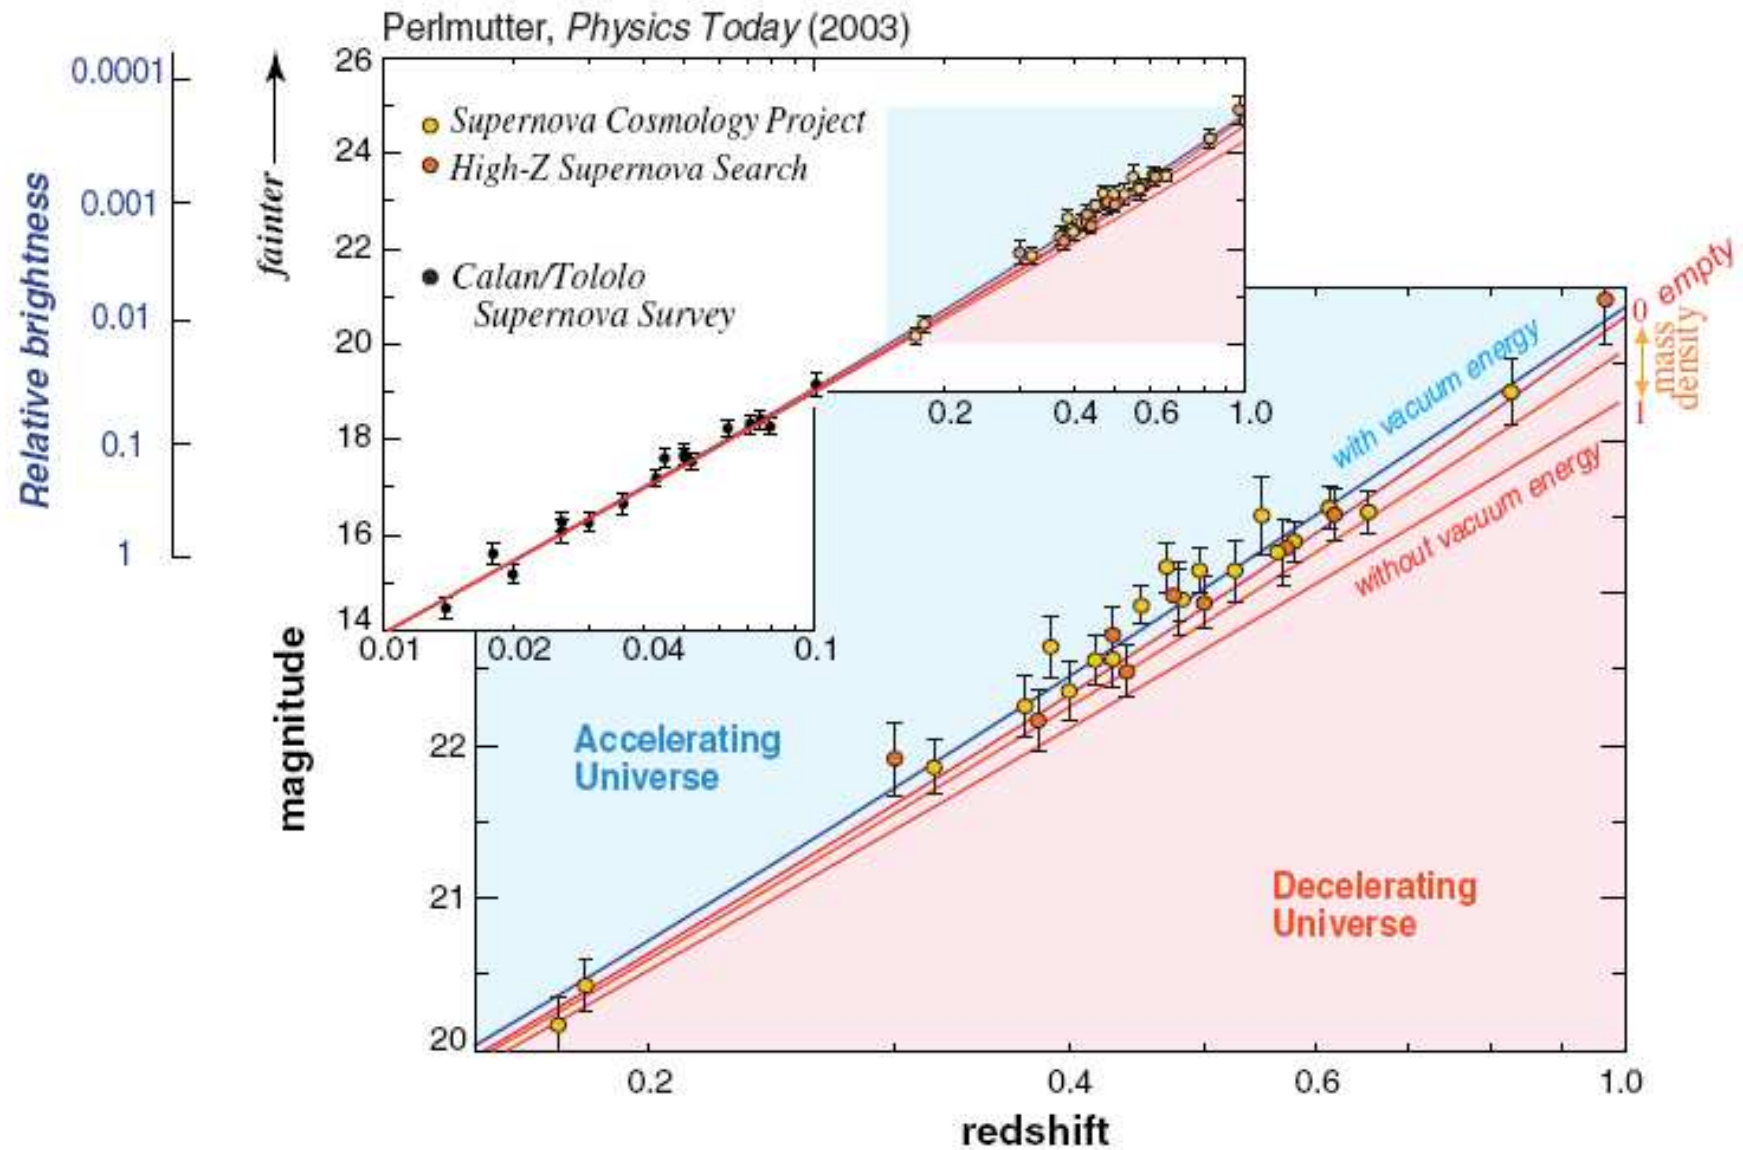 Perlmutter, Physics Today (2003)
0.0001
0.001
0.01
0.1
1
Relative brightness
fainter
26
24
22
20
18
16
14
Supernova Cosmology Project
High-Z Supernova Search
Calan/Tololo
Supernova Survey
0.01
0.02
0.04
0.1
0.2
0.4
0.6
1.0
magnitude
22
21
20
Accelerating
Universe
with vacuum energy
without vacuum energy
0
empty
mass
density
1
Decelerating
Universe
0.2
0.4
0.6
1.0
redshift